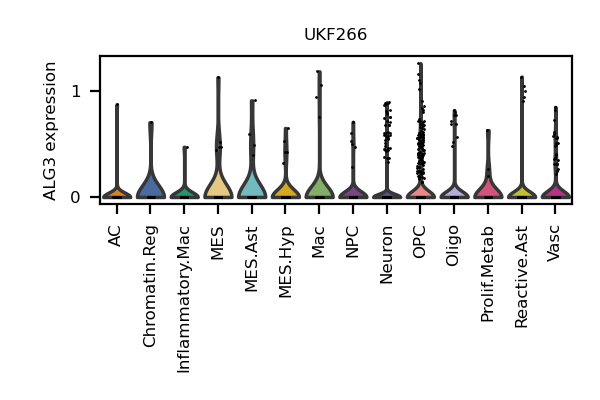 UKF266
ALG3 expression
1
0
AC
Chromatin.Reg
Inflammatory.Mac
MES
MES.Ast
MES.Hyp
Mac
NPC
Neuron
OPC
Oligo
Prolif.Metab
Reactive.Ast
Vasc